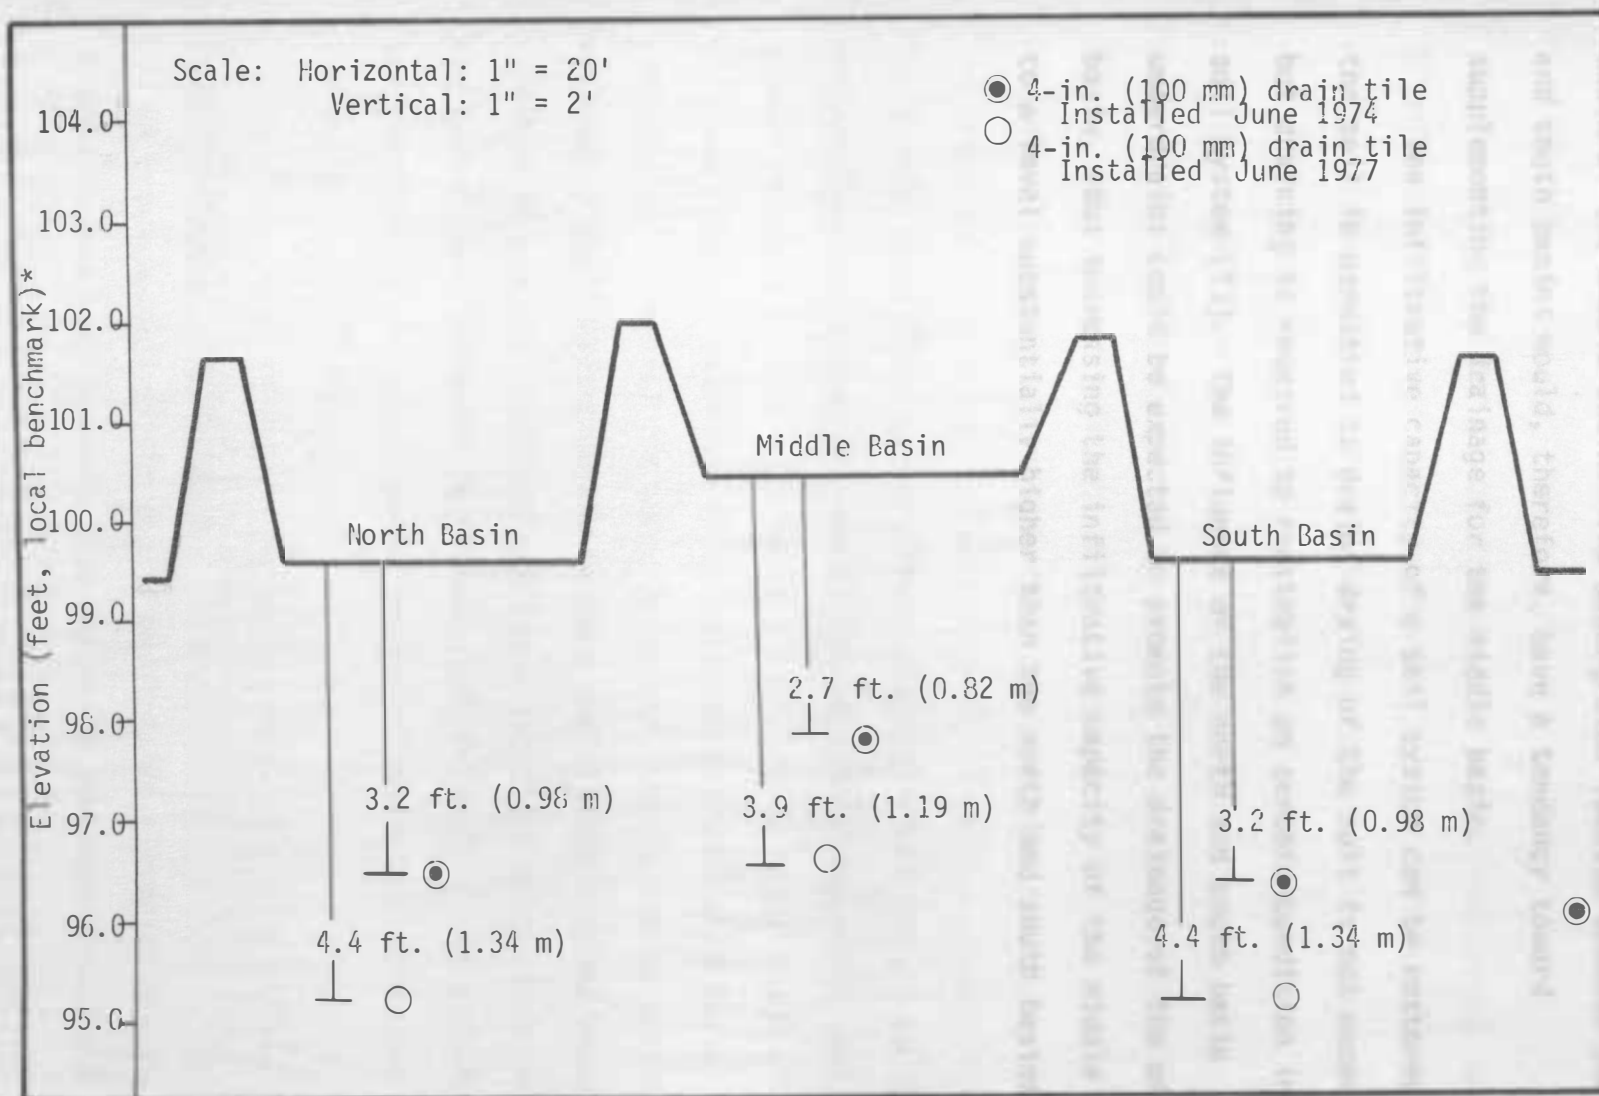 Scale: Horizontal: 1" = 20'
Vertical: 1" = 2'
4-in. (100 mm) drain tile
Installed June 1974
4-in. (100 mm) drain tile
Installed June 1977
Elevation (feet, local benchmark)*
104.0
103.0
102.0
101.0
100.0
99.0
98.0
97.0
96.0
95.0
Middle Basin
North Basin
South Basin
2.7 ft. (0.82 m)
3.2 ft. (0.98 m)
3.9 ft. (1.19 m)
3.2 ft. (0.98 m)
4.4 ft. (1.34 m)
4.4 ft. (1.34 m)